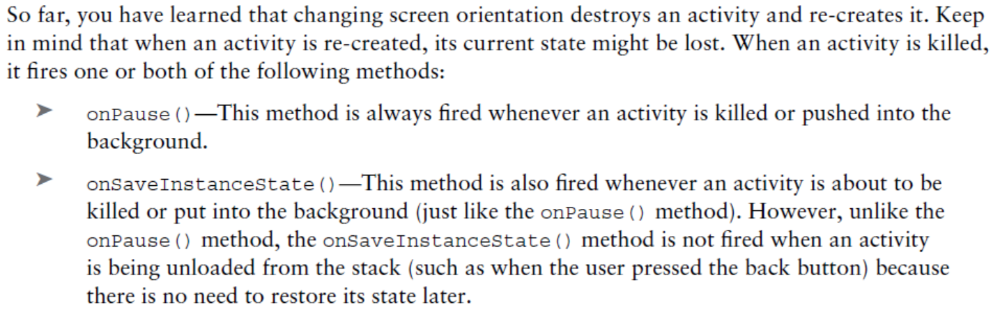 So far, you have learned that changing screen orientation destroys an activity and re-creates it. Keep
in mind that when an activity is re-created, its current state might be lost. When an activity is killed,
it fires one or both of the following methods:
➤ onPause()—This method is always fired whenever an activity is killed or pushed into the
background.
➤ onSaveInstanceState()—This method is also fired whenever an activity is about to be
killed or put into the background (just like the onPause() method). However, unlike the
onPause() method, the onSaveInstanceState() method is not fired when an activity
is being unloaded from the stack (such as when the user pressed the back button) because
there is no need to restore its state later.